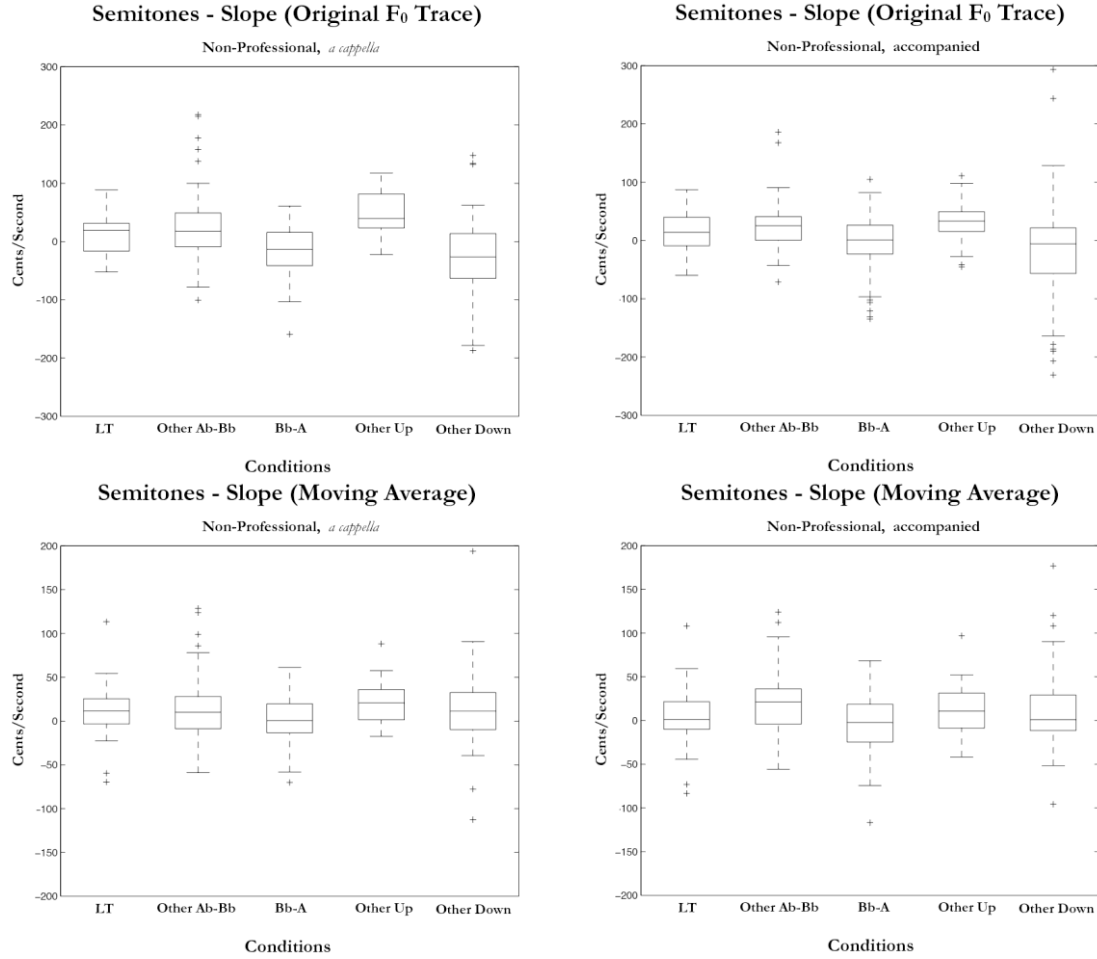 Semitones - Slope (Original F₀ Trace)
Non-Professional, a cappella
300
200
100
0
−100
−200
−300
Cents/Second
LT Other Ab-Bb Bb-A Other Up Other Down
Conditions
Semitones - Slope (Original F₀ Trace)
Non-Professional, accompanied
300
200
100
0
−100
−200
−300
Cents/Second
LT Other Ab-Bb Bb-A Other Up Other Down
Conditions
Semitones - Slope (Moving Average)
Non-Professional, a cappella
200
150
100
50
0
−50
−100
−150
−200
Cents/Second
LT Other Ab-Bb Bb-A Other Up Other Down
Conditions
Semitones - Slope (Moving Average)
Non-Professional, accompanied
200
150
100
50
0
−50
−100
−150
−200
Cents/Second
LT Other Ab-Bb Bb-A Other Up Other Down
Conditions